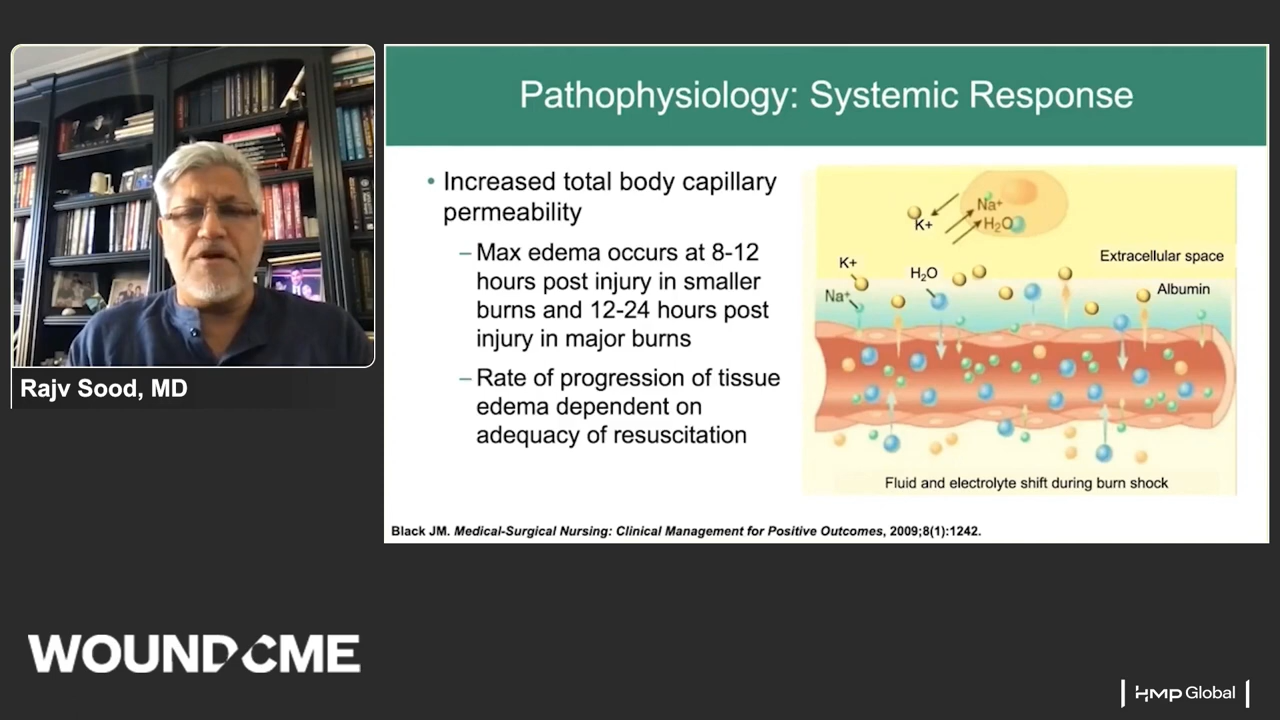 Pathophysiology: Systemic Response
• Increased total body capillary
permeability
– Max edema occurs at 8-12
hours post injury in smaller
burns and 12-24 hours post
injury in major burns
– Rate of progression of tissue
edema dependent on
adequacy of resuscitation
Na⁺
K+
H₂O
Extracellular space
K+
H₂O
Na⁺
Albumin
Fluid and electrolyte shift during burn shock
Black JM. Medical-Surgical Nursing: Clinical Management for Positive Outcomes, 2009;8(1):1242.
Rajv Sood, MD
WOUNDCME
HMP Global